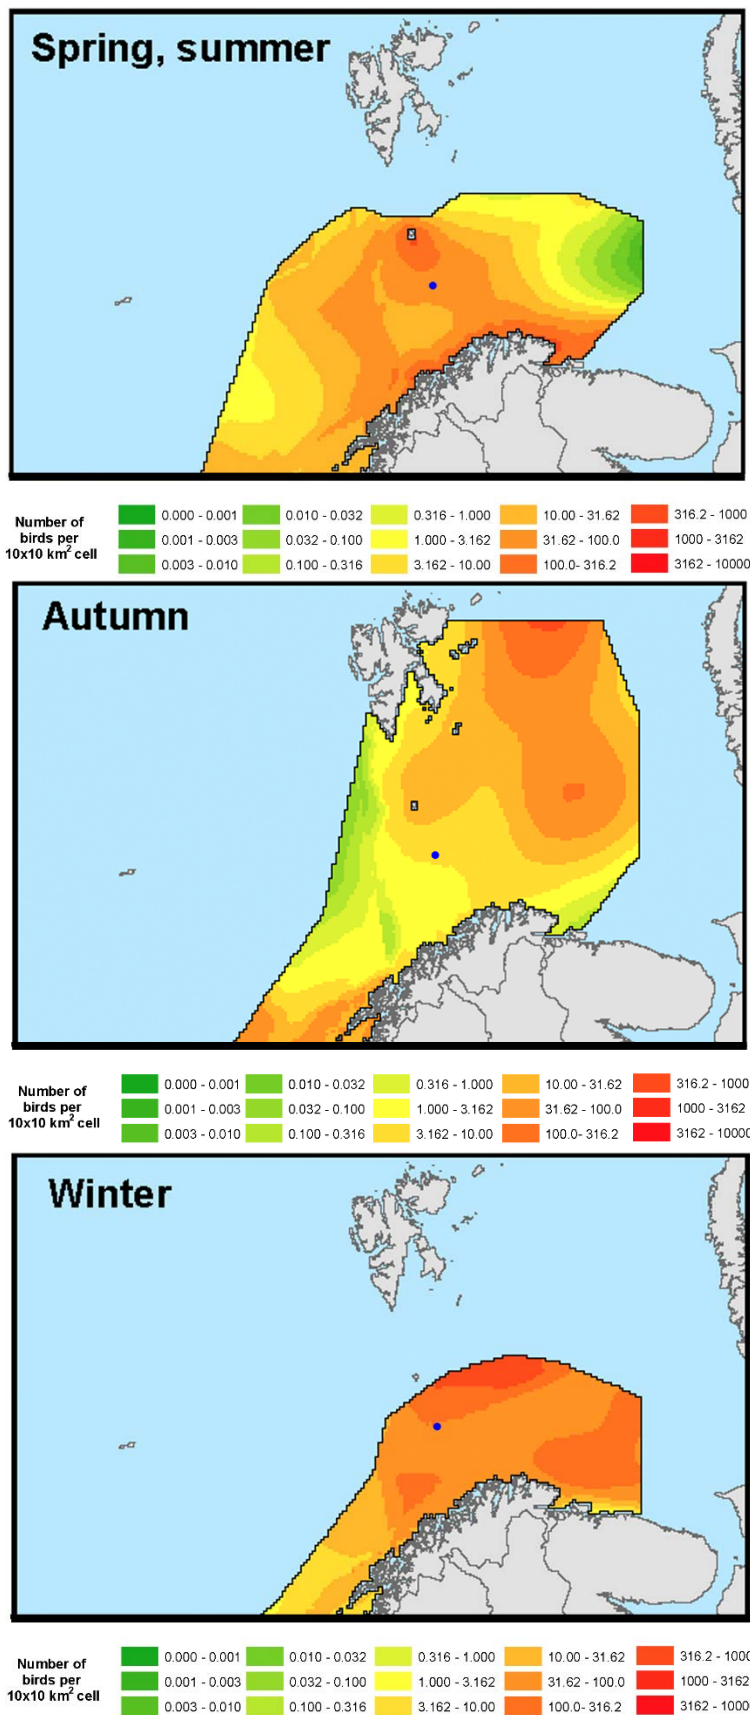 Spring, summer
Number of
birds per
10x10 km2 cell
0.000 - 0.001
0.010 - 0.032
0.316 - 1.000
10.00 - 31.62
316.2 - 1000
0.001 - 0.003
0.032 - 0.100
1.000 - 3.162
31.62 - 100.0
1000 - 3162
0.003 - 0.010
0.100 - 0.316
3.162 - 10.00
100.0- 316.2
3162 - 10000
Autumn
Number of
birds per
10x10 km2 cell
0.000 - 0.001
0.010 - 0.032
0.316 - 1.000
10.00 - 31.62
316.2 - 1000
0.001 - 0.003
0.032 - 0.100
1.000 - 3.162
31.62 - 100.0
1000 - 3162
0.003 - 0.010
0.100 - 0.316
3.162 - 10.00
100.0- 316.2
3162 - 10000
Winter
Number of
birds per
10x10 km2 cell
0.000 - 0.001
0.010 - 0.032
0.316 - 1.000
10.00 - 31.62
316.2 - 1000
0.001 - 0.003
0.032 - 0.100
1.000 - 3.162
31.62 - 100.0
1000 - 3162
0.003 - 0.010
0.100 - 0.316
3.162 - 10.00
100.0- 316.2
3162 - 1000